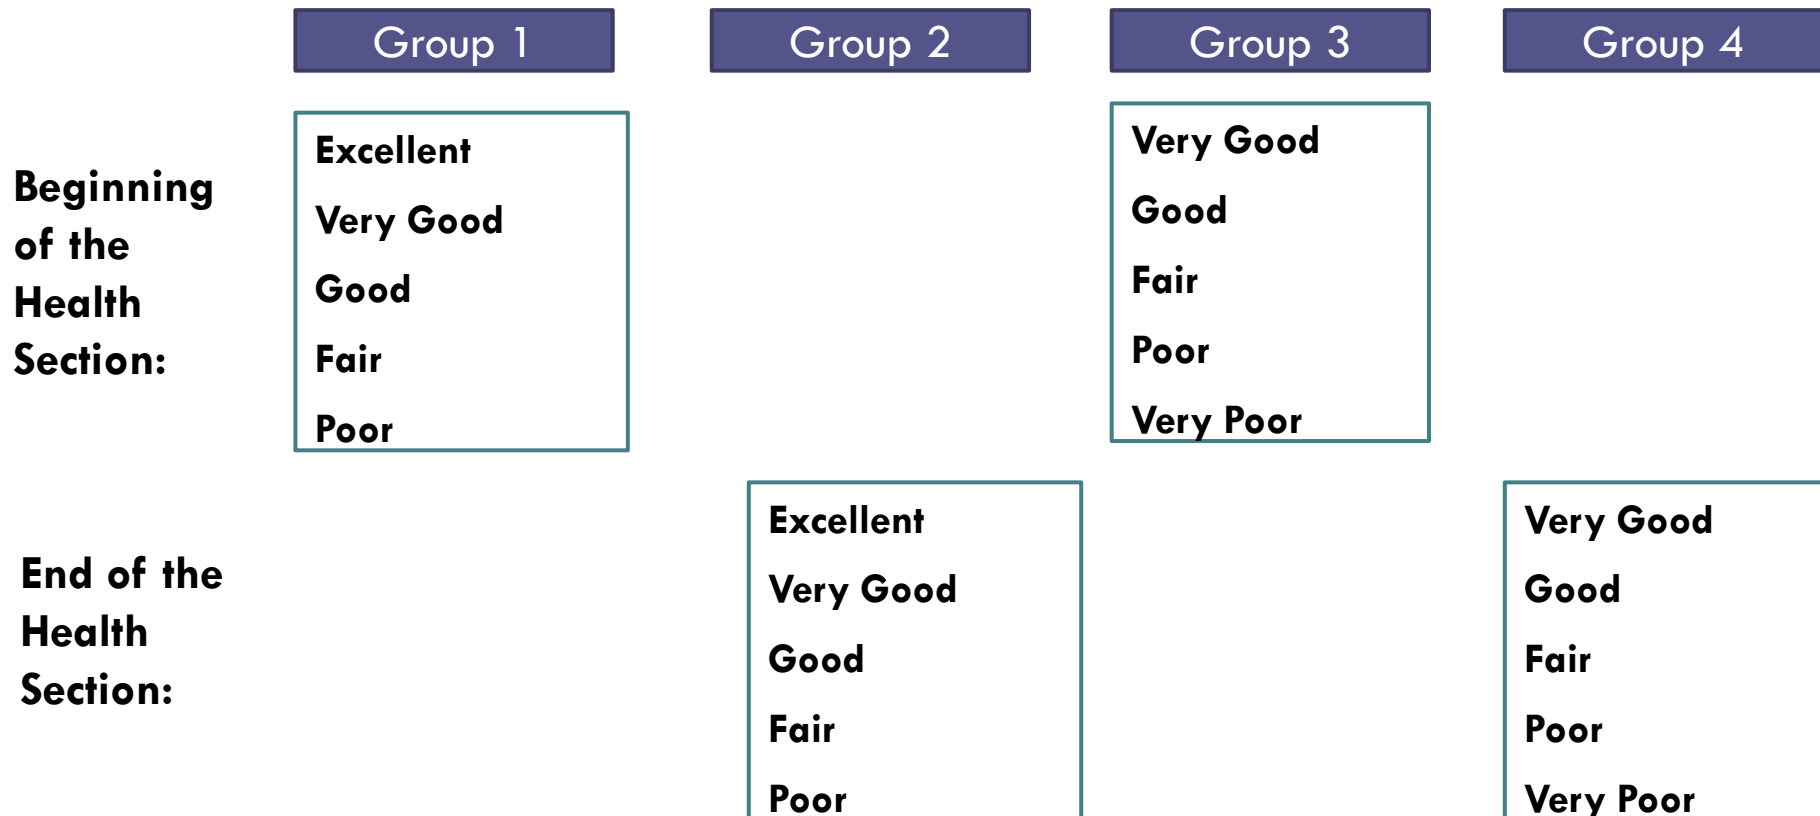 Group 1
Group 2
Group 3
Group 4
Beginning
of the
Health
Section:
Excellent
Very Good
Good
Fair
Poor
Very Good
Good
Fair
Poor
Very Poor
End of the
Health
Section:
Excellent
Very Good
Good
Fair
Poor
Very Good
Good
Fair
Poor
Very Poor